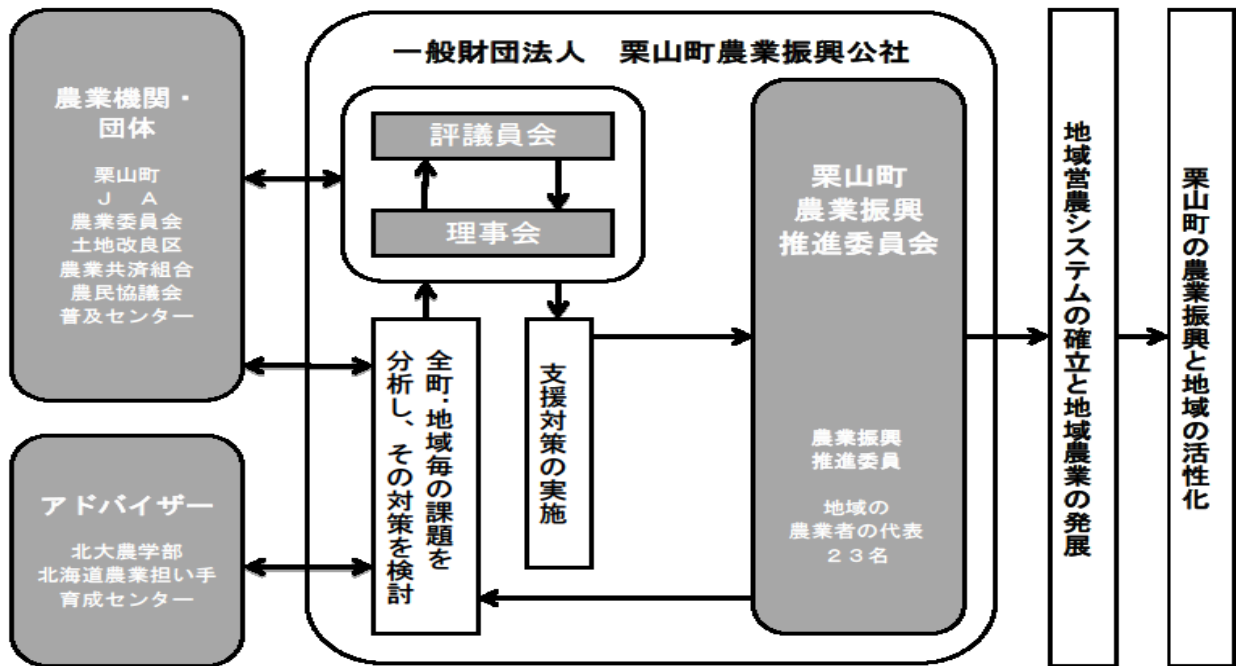 一般財団法人　栗山町農業振興公社
農業機関・
団体
栗山町
Ｊ　Ａ
農業委員会
土地改良区
農業共済組合
農民協議会
普及センター
アドバイザー
北大農学部
北海道農業担い手
育成センター
評議員会
理事会
全町・地域毎の課題を
分析し、その対策を検討
支援対策の実施
栗山町
農業振興
推進委員会
農業振興
推進委員
地域の
農業者の代表
２３名
地域営農システムの確立と地域農業の発展
栗山町の農業振興と地域の活性化